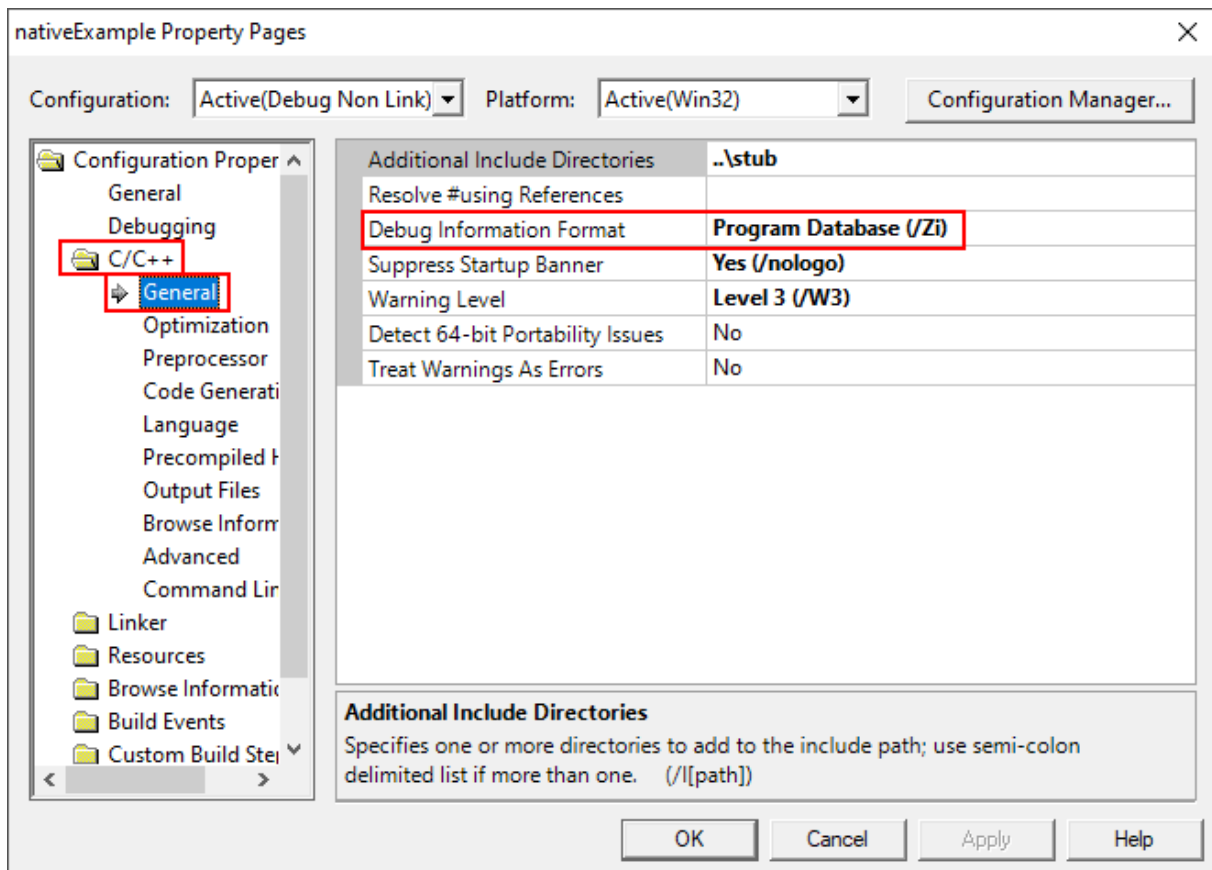 nativeExample Property Pages
Configuration: Active(Debug Non Link) Platform: Active(Win32) Configuration Manager...
Configuration Proper
General
Debugging
C/C++
General
Optimization
Preprocessor
Code Generati
Language
Precompiled H
Output Files
Browse Inform
Advanced
Command Lin
Linker
Resources
Browse Informatic
Build Events
Custom Build Step
Additional Include Directories ..\stub
Resolve #using References
Debug Information Format Program Database (/Zi)
Suppress Startup Banner Yes (/nologo)
Warning Level Level 3 (/W3)
Detect 64-bit Portability Issues No
Treat Warnings As Errors No
Additional Include Directories
Specifies one or more directories to add to the include path; use semi-colon
delimited list if more than one. (/I[path])
OK Cancel Apply Help